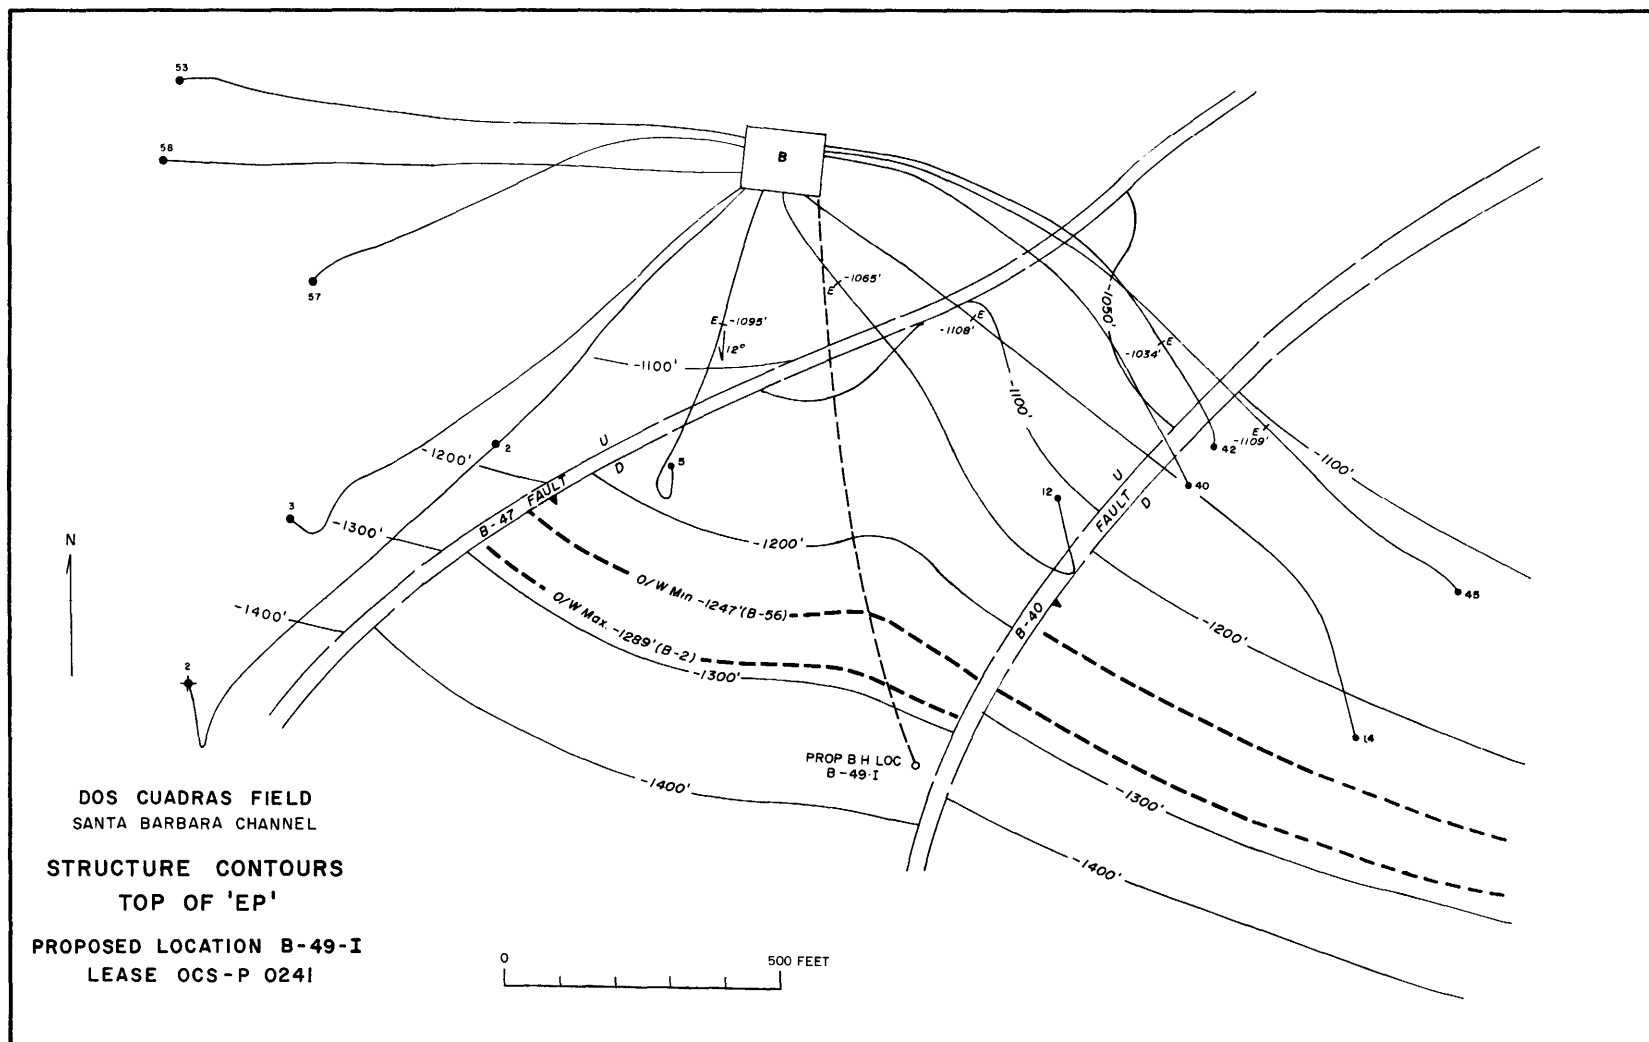 53
B
58
57
-1065'
E
E -1095'
12°
-1100'
E
-1108'
-1050'
-1034'
E
-1100'
E
-1109'
42
-1100'
U
D
2
-1200'
5
B-47 FAULT
12
40
U
FAULT
D
B-40
3
-1300'
-1200'
O/W Min -1247' (B-56)
45
-1400'
O/W Max. -1289' (B-2)
-1200'
N
2
-1300'
14
PROP B H LOC
B-49-I
-1400'
-1300'
-1400'
DOS CUADRAS FIELD
SANTA BARBARA CHANNEL
STRUCTURE CONTOURS
TOP OF 'EP'
PROPOSED LOCATION B-49-I
LEASE OCS-P 0241
0 500 FEET